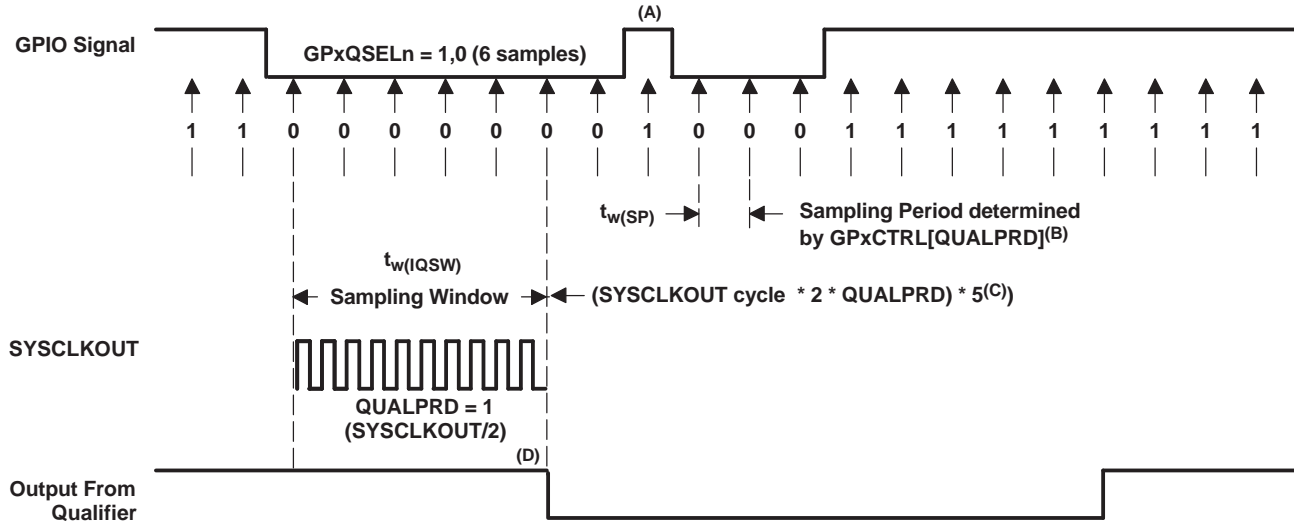 (A)
GPIO Signal
GPxQSELn = 1,0 (6 samples)
1 1 0 0 0 0 0 0 0 1 0 0 0 1 1 1 1 1 1 1 1 1
tw(SP)
Sampling Period determined
by GPxCTRL[QUALPRD](B)
tw(IQSW)
Sampling Window
(SYSCLKOUT cycle * 2 * QUALPRD) * 5(C))
SYSCLKOUT
QUALPRD = 1
(SYSCLKOUT/2)
(D)
Output From
Qualifier